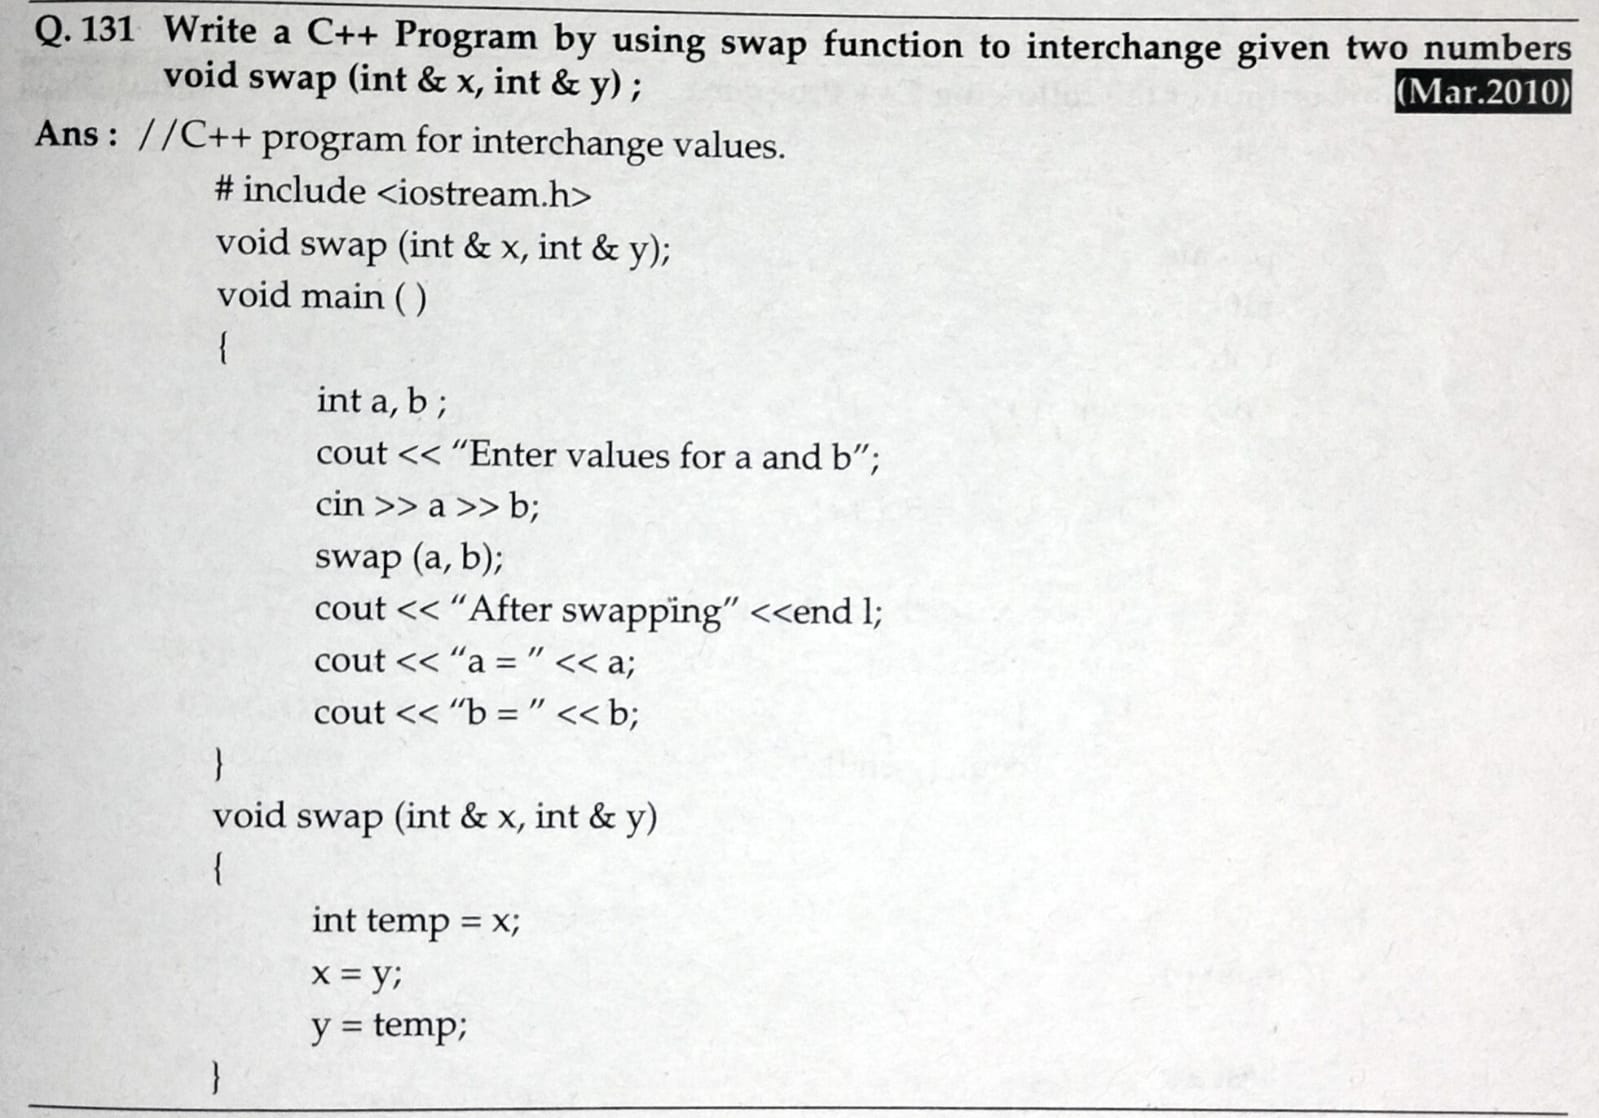 Q. 131 Write a C++ Program by using swap function to interchange given two numbers
void swap (int & x, int & y) ;
(Mar.2010)
Ans : //C++ program for interchange values.
# include <iostream.h>
void swap (int & x, int & y);
void main ( )
{
int a, b ;
cout << “Enter values for a and b”;
cin >> a >> b;
swap (a, b);
cout << “After swapping” <<end l;
cout << “a = ” << a;
cout << “b = ” << b;
}
void swap (int & x, int & y)
{
int temp = x;
x = y;
y = temp;
}